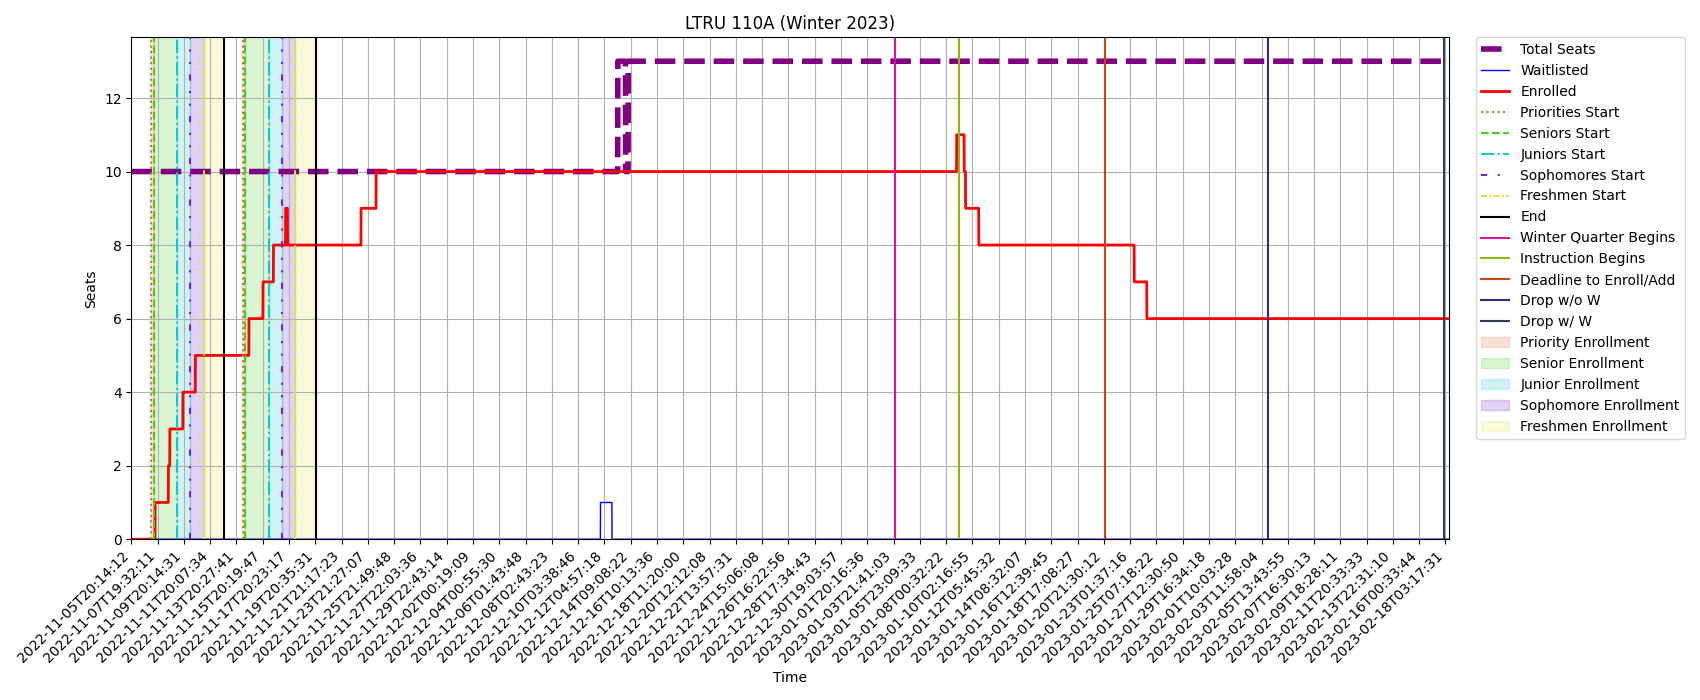 LTRU 110A (Winter 2023)
Seats
12
10
8
6
4
2
0
2022-11-05T20:14:12
2022-11-07T19:32:11
2022-11-09T20:14:31
2022-11-11T20:07:34
2022-11-13T20:27:41
2022-11-15T20:19:47
2022-11-17T20:23:17
2022-11-19T20:35:31
2022-11-21T21:17:23
2022-11-23T21:27:07
2022-11-25T21:49:48
2022-11-27T22:03:36
2022-11-29T22:43:14
2022-12-02T00:19:09
2022-12-04T00:55:30
2022-12-06T01:43:48
2022-12-08T02:43:23
2022-12-10T03:38:46
2022-12-12T04:57:18
2022-12-14T09:08:22
2022-12-16T10:13:36
2022-12-18T11:20:00
2022-12-20T12:12:08
2022-12-22T13:57:31
2022-12-24T15:06:08
2022-12-26T16:22:56
2022-12-28T17:34:43
2022-12-30T19:03:57
2023-01-01T20:16:36
2023-01-03T21:41:03
2023-01-05T23:09:33
2023-01-08T00:32:22
2023-01-10T02:16:55
2023-01-12T05:45:32
2023-01-14T08:32:07
2023-01-16T12:39:45
2023-01-18T17:08:27
2023-01-20T21:30:12
2023-01-23T01:37:16
2023-01-25T07:18:22
2023-01-27T12:30:50
2023-01-29T16:34:18
2023-02-01T10:03:28
2023-02-03T11:58:04
2023-02-05T13:43:55
2023-02-07T16:30:13
2023-02-09T18:28:11
2023-02-11T20:33:33
2023-02-13T22:31:10
2023-02-16T00:33:44
2023-02-18T03:17:31
Time
Total Seats
Waitlisted
Enrolled
Priorities Start
Seniors Start
Juniors Start
Sophomores Start
Freshmen Start
End
Winter Quarter Begins
Instruction Begins
Deadline to Enroll/Add
Drop w/o W
Drop w/ W
Priority Enrollment
Senior Enrollment
Junior Enrollment
Sophomore Enrollment
Freshmen Enrollment